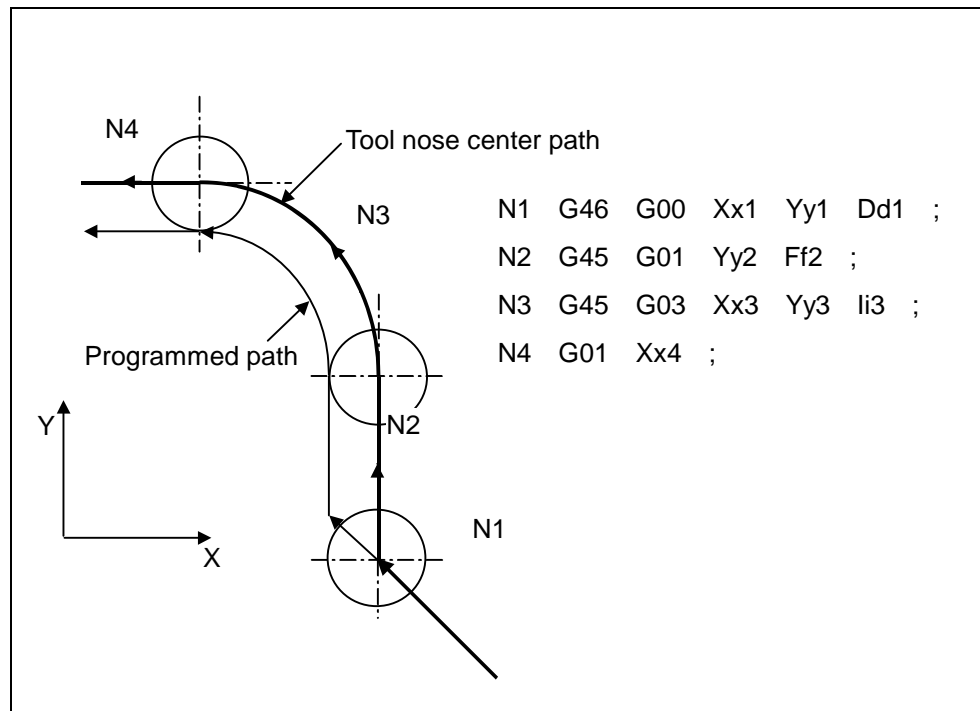 N4
Tool nose center path
N3
N1 G46 G00 Xx1 Yy1 Dd1 ;
N2 G45 G01 Yy2 Ff2 ;
N3 G45 G03 Xx3 Yy3 Ii3 ;
N4 G01 Xx4 ;
Programmed path
N2
Y
X
N1